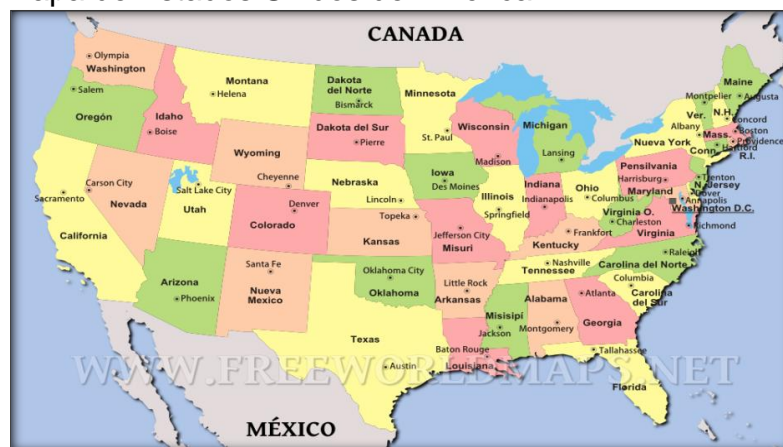 CANADA
Olympia
Washington
Salem
Oregón
Idaho
Boise
Montana
Helena
Dakota
del Norte
Bismarck
Dakota del Sur
Pierre
Minnesota
St. Paul
Wisconsin
Madison
Michigan
Lansing
Wyoming
Cheyenne
Nebraska
Lincoln
Iowa
Des Moines
Illinois
Springfield
Indiana
Indianapolis
Ohio
Columbus
Pensilvania
Harrisburg
Maryland
Nueva York
Albany
Ver.
Montpelier
N.H.
Concord
Maine
Augusta
Mass.
Boston
Providence
Conn.
Hartford
R.I.
Trenton
N. Jersey
Dover
Annapolis
Washington D.C.
Virginia O.
Charleston
Virginia
Richmond
Carson City
Sacramento
Nevada
California
Salt Lake City
Utah
Denver
Colorado
Topeka
Kansas
Jefferson City
Misuri
Frankfort
Kentucky
Nashville
Tennessee
Raleigh
Carolina del Norte
Columbia
Carolina
del Sur
Arizona
Phoenix
Santa Fe
Nueva
Mexico
Oklahoma City
Oklahoma
Little Rock
Arkansas
Misisipi
Jackson
Alabama
Montgomery
Atlanta
Georgia
Texas
Austin
Baton Rouge
Louisiana
Tallahassee
Florida
WWW.FREEWORLDMAPS.NET
MÉXICO